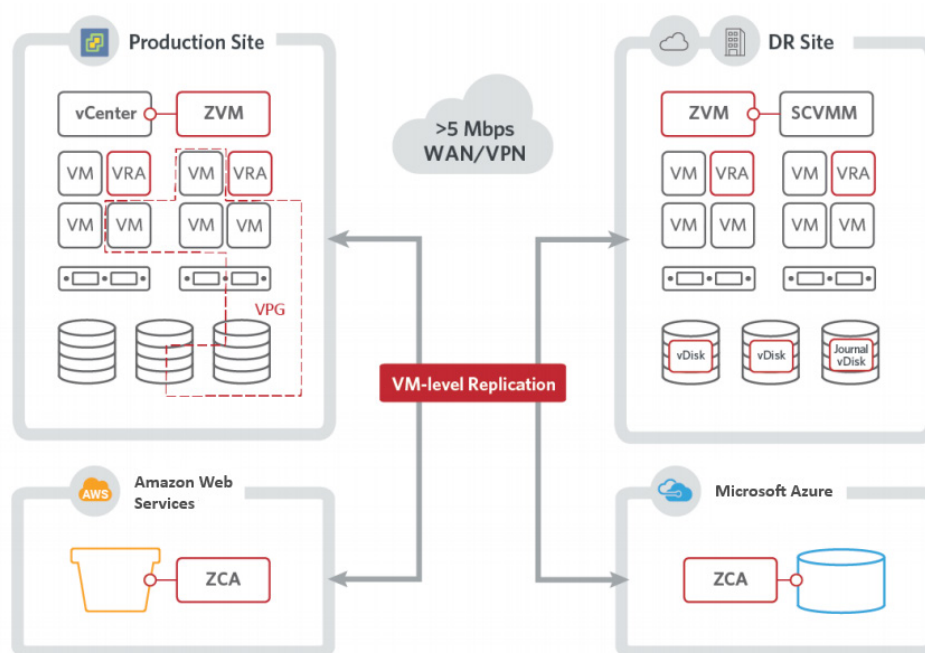 Production Site
DR Site
vCenter
ZVM
>5 Mbps
WAN/VPN
ZVM
SCVMM
VM
VRA
VM
VRA
VM
VRA
VM
VRA
VM
VM
VM
VM
VM
VM
VM
VM
VPG
vDisk
vDisk
Journal
vDisk
VM-level Replication
AWS
Amazon Web
Services
Microsoft Azure
ZCA
ZCA